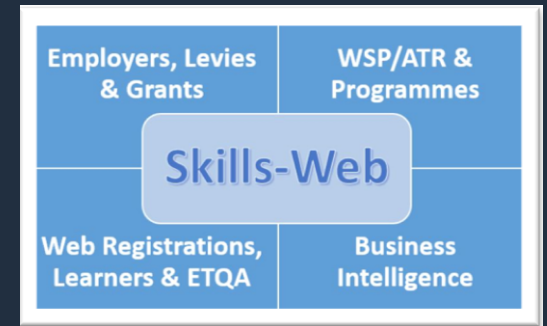 Employers, Levies
& Grants
WSP/ATR &
Programmes
Skills-Web
Web Registrations,
Learners & ETQA
Business
Intelligence